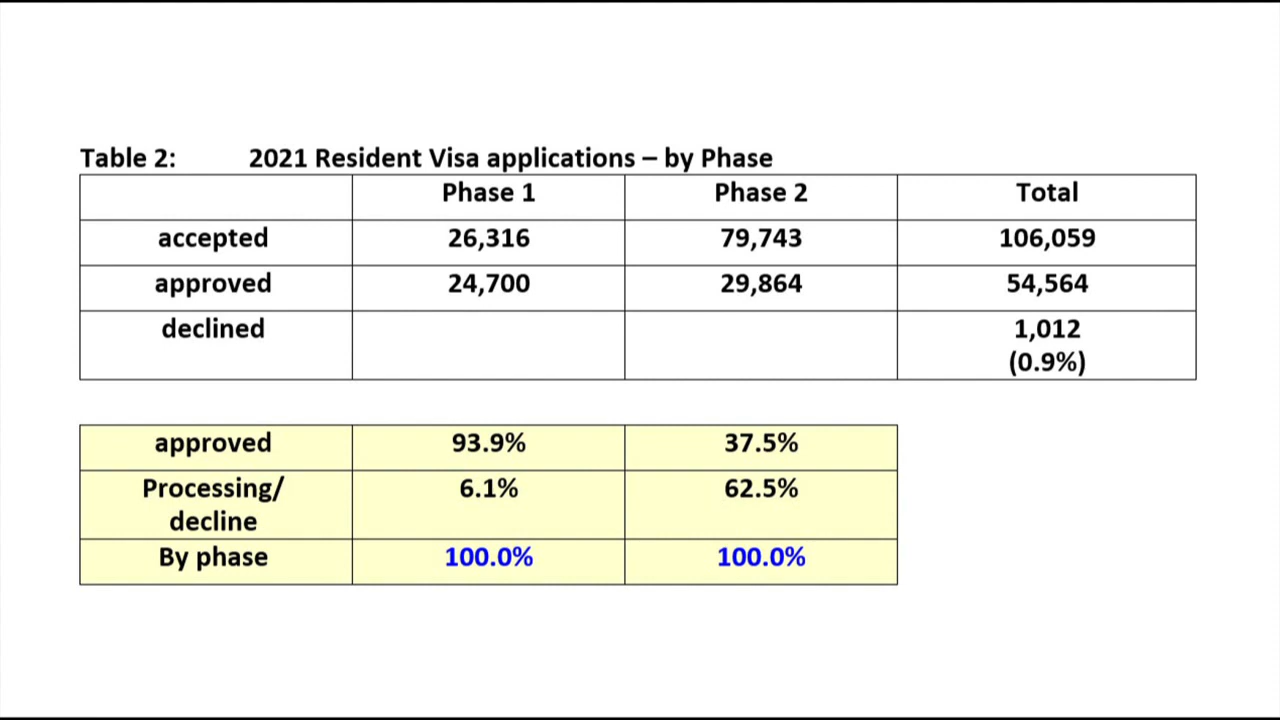 Table 2: 2021 Resident Visa applications – by Phase
Phase 1 Phase 2 Total
accepted 26,316 79,743 106,059
approved 24,700 29,864 54,564
declined 1,012
(0.9%)
approved 93.9% 37.5%
Processing/ 6.1% 62.5%
decline
By phase 100.0% 100.0%